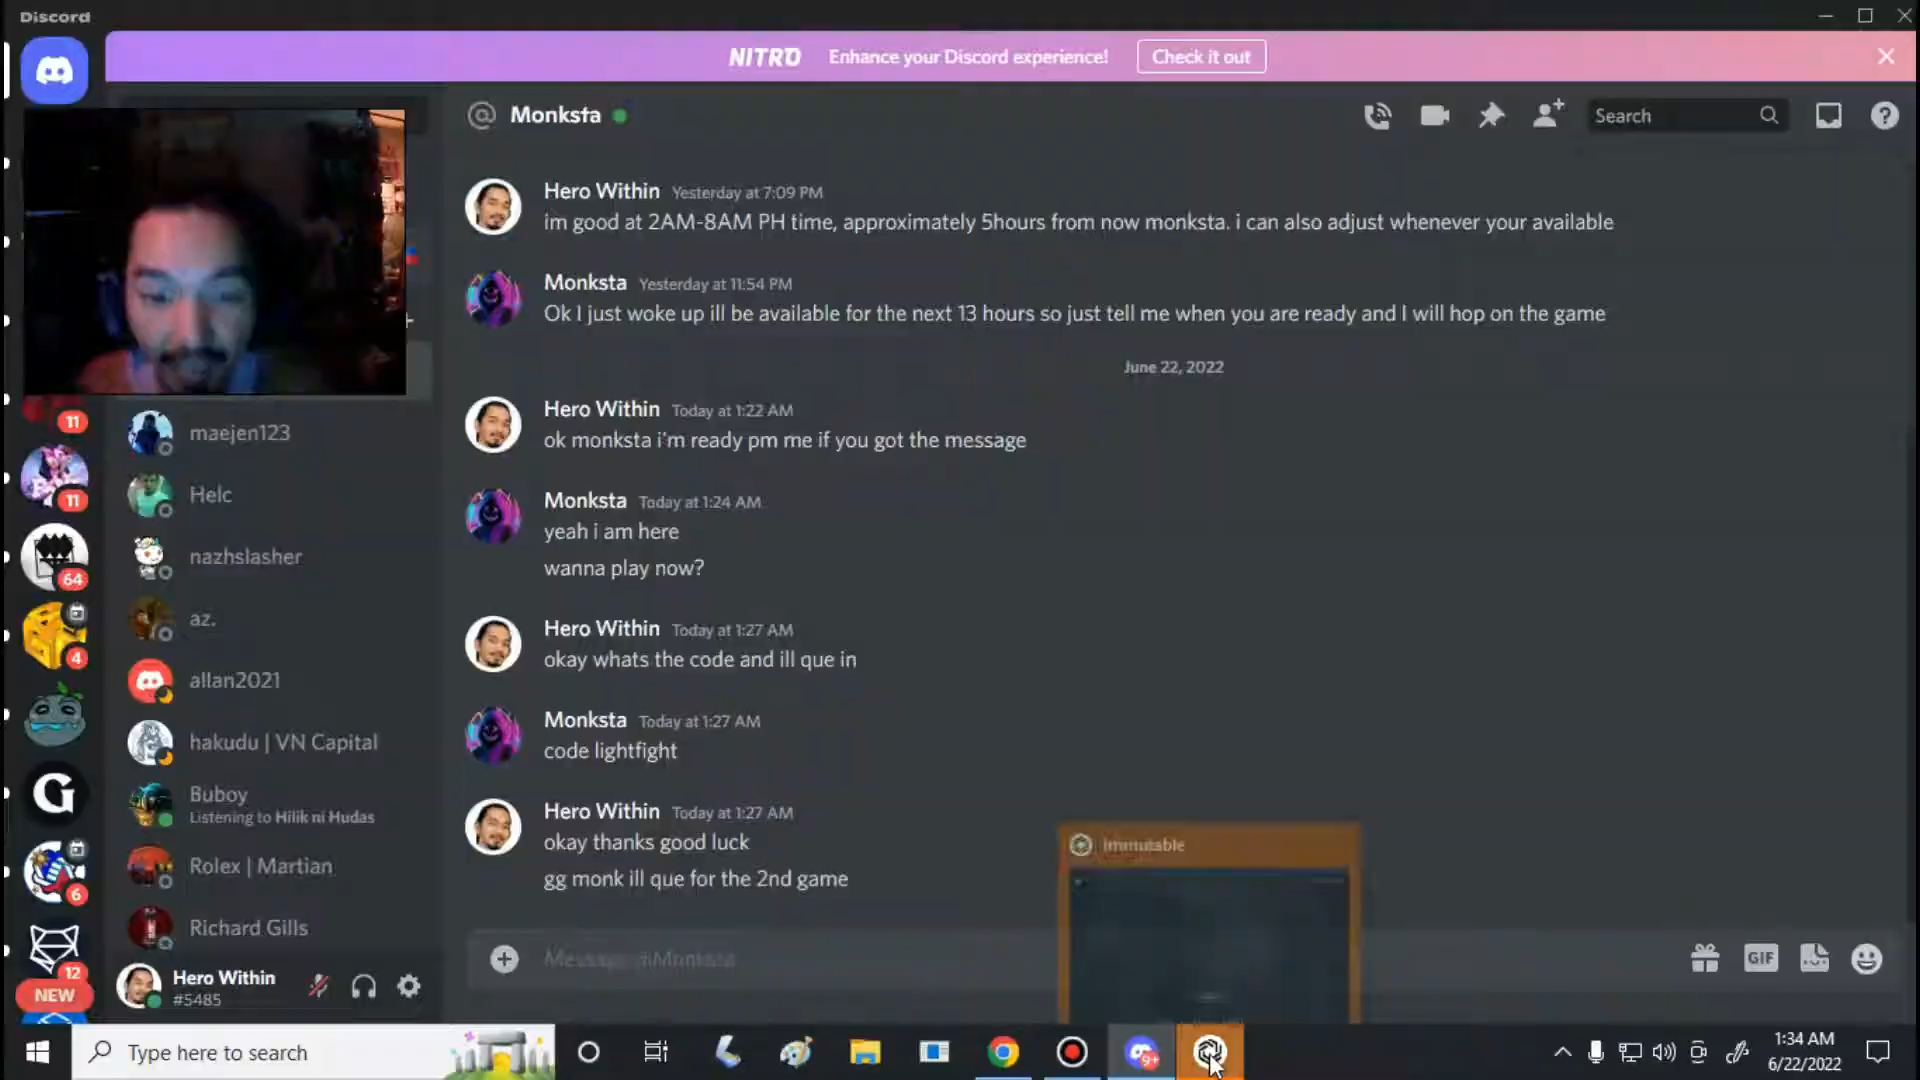 Discord
NITRO Enhance your Discord experience! Check it out
Monksta
Search
Hero Within Yesterday at 7:09 PM
im good at 2AM-8AM PH time, approximately 5hours from now monksta. i can also adjust whenever your available
Monksta Yesterday at 11:54 PM
Ok I just woke up ill be available for the next 13 hours so just tell me when you are ready and I will hop on the game
June 22, 2022
Hero Within Today at 1:22 AM
ok monksta i'm ready pm me if you got the message
Monksta Today at 1:24 AM
yeah i am here
wanna play now?
Hero Within Today at 1:27 AM
okay whats the code and ill que in
Monksta Today at 1:27 AM
code lightfight
Hero Within Today at 1:27 AM
okay thanks good luck
gg monk ill que for the 2nd game
Message @Monksta
GIF
immutable
11
11
64
4
6
12
NEW
maejen123
Helc
nazhslasher
az.
allan2021
hakudu | VN Capital
Buboy
Listening to Hilik ni Hudas
Rolex | Martian
Richard Gills
Hero Within
#5485
Type here to search
9+
1:34 AM
6/22/2022